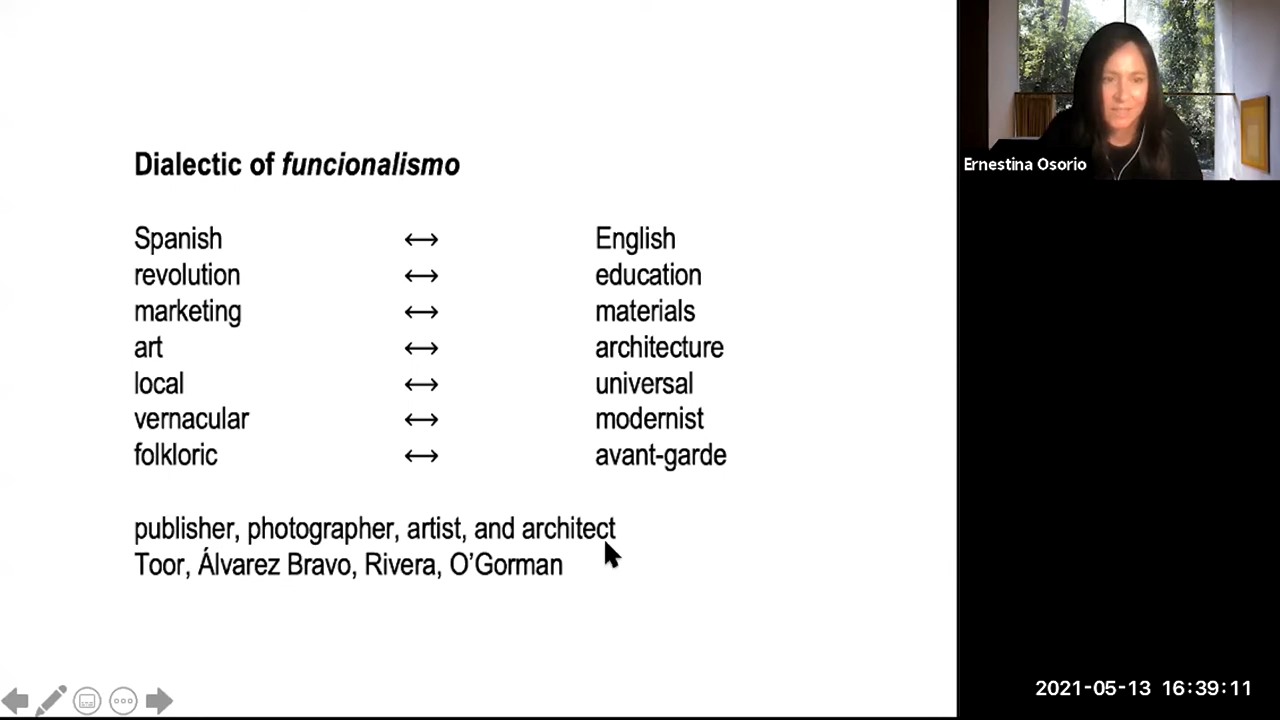 Dialectic of funcionalismo
Spanish ↔ English
revolution ↔ education
marketing ↔ materials
art ↔ architecture
local ↔ universal
vernacular ↔ modernist
folkloric ↔ avant-garde
publisher, photographer, artist, and architect
Toor, Álvarez Bravo, Rivera, O’Gorman
Ernestina Osorio
2021-05-13 16:39:11